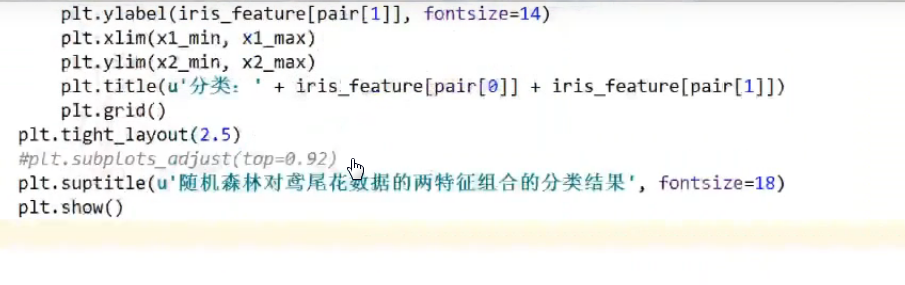 plt.ylabel(iris_feature[pair[1]], fontsize=14)
plt.xlim(x1_min, x1_max)
plt.ylim(x2_min, x2_max)
plt.title(u'分类：' + iris_feature[pair[0]] + iris_feature[pair[1]])
plt.grid()
plt.tight_layout(2.5)
#plt.subplots_adjust(top=0.92)
plt.suptitle(u'随机森林对鸢尾花数据的两特征组合的分类结果', fontsize=18)
plt.show()